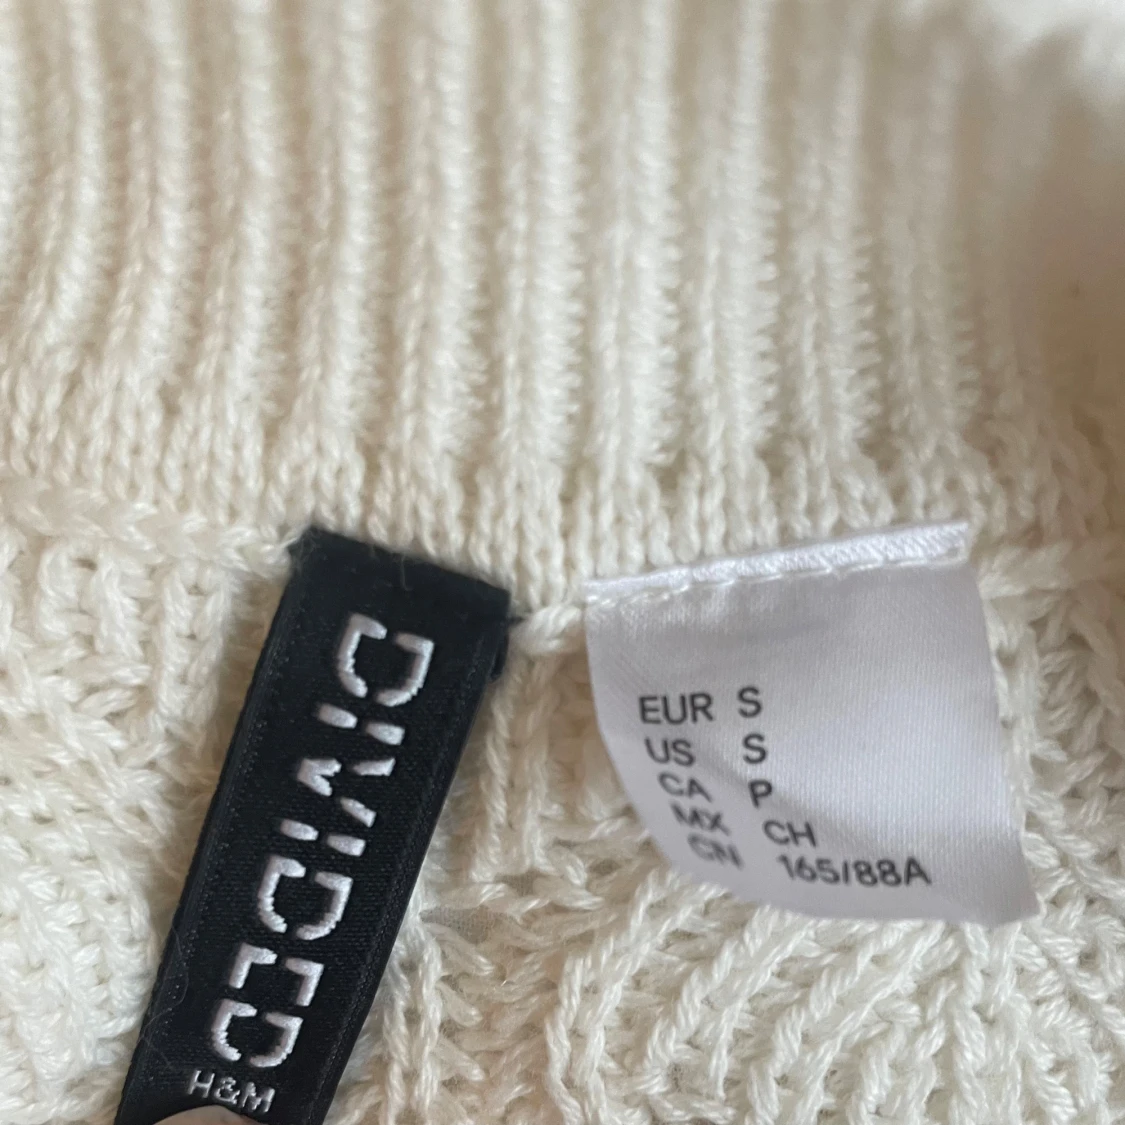 DIVIDED
H&M
EUR S
US S
CA P
MX CH
CN 165/88A